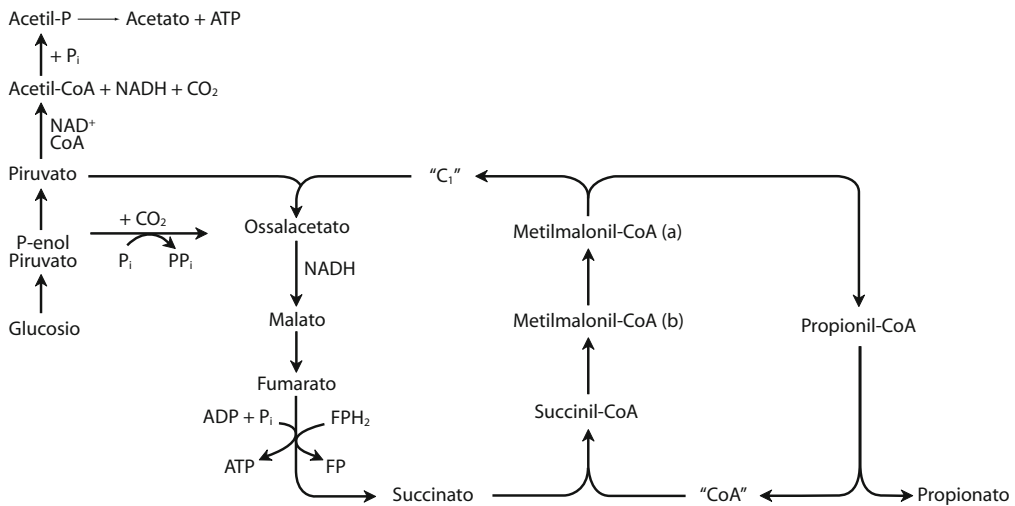 Acetil-P → Acetato + ATP
+ Pᵢ
Acetil-CoA + NADH + CO₂
NAD⁺
CoA
Piruvato
"C₁"
+ CO₂
P-enol
Piruvato
Pᵢ
PPᵢ
Glucosio
Ossalacetato
NADH
Malato
Fumarato
ADP + Pᵢ
FPH₂
ATP
FP
Succinato
Metilmalonil-CoA (a)
Metilmalonil-CoA (b)
Succinil-CoA
"CoA"
Propionil-CoA
Propionato